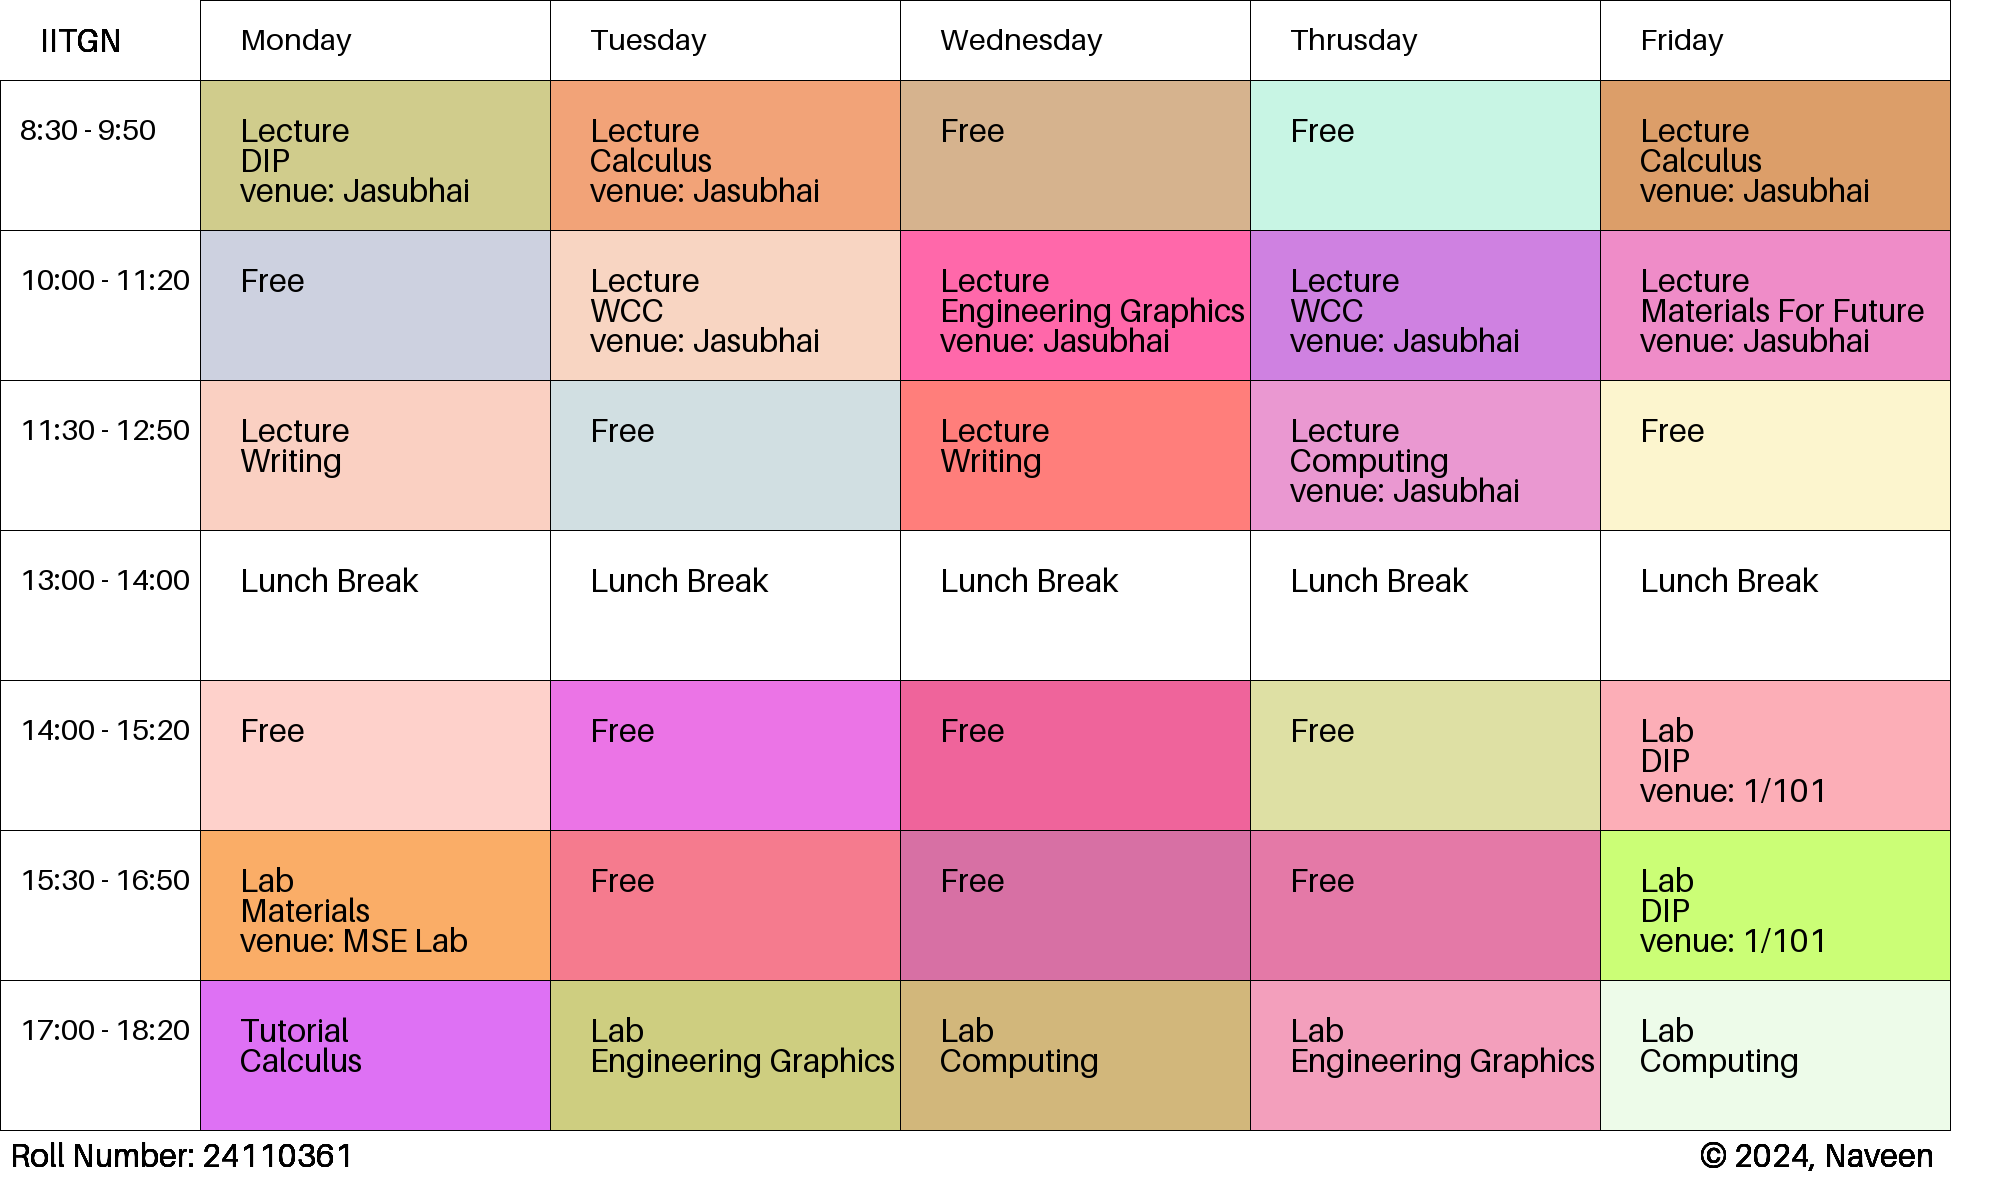 IITGN
Monday
Tuesday
Wednesday
Thrusday
Friday
8:30 - 9:50
Lecture
DIP
venue: Jasubhai
Lecture
Calculus
venue: Jasubhai
Free
Free
Lecture
Calculus
venue: Jasubhai
10:00 - 11:20
Free
Lecture
WCC
venue: Jasubhai
Lecture
Engineering Graphics
venue: Jasubhai
Lecture
WCC
venue: Jasubhai
Lecture
Materials For Future
venue: Jasubhai
11:30 - 12:50
Lecture
Writing
Free
Lecture
Writing
Lecture
Computing
venue: Jasubhai
Free
13:00 - 14:00
Lunch Break
Lunch Break
Lunch Break
Lunch Break
Lunch Break
14:00 - 15:20
Free
Free
Free
Free
Lab
DIP
venue: 1/101
15:30 - 16:50
Lab
Materials
venue: MSE Lab
Free
Free
Free
Lab
DIP
venue: 1/101
17:00 - 18:20
Tutorial
Calculus
Lab
Engineering Graphics
Lab
Computing
Lab
Engineering Graphics
Lab
Computing
Roll Number: 24110361
© 2024, Naveen